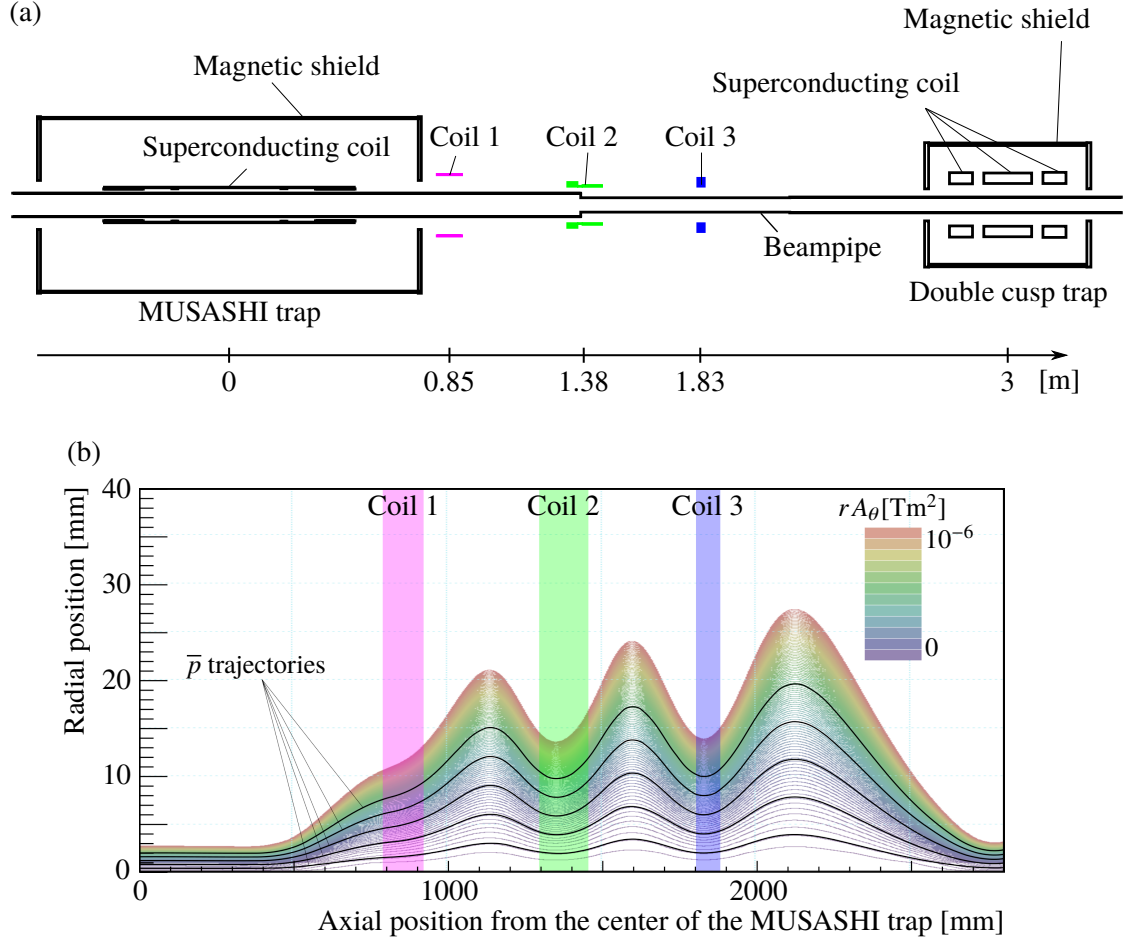 (a)
Magnetic shield
Magnetic shield
Superconducting coil
Superconducting coil
Coil 1
Coil 2
Coil 3
Beampipe
MUSASHI trap
Double cusp trap
0
0.85
1.38
1.83
3
[m]
(b)
Radial position [mm]
40
30
20
10
0
Coil 1
Coil 2
Coil 3
rA_θ[Tm²]
10⁻⁶
0
p̅ trajectories
0
1000
2000
Axial position from the center of the MUSASHI trap [mm]